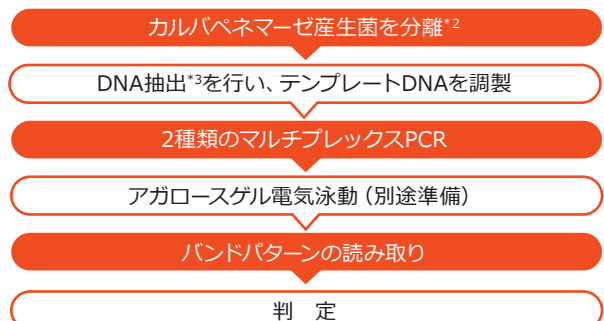 カルバペネマーゼ産生菌を分離*2
DNA抽出*3を行い、テンプレートDNAを調製
2種類のマルチプレックスPCR
アガロースゲル電気泳動（別途準備）
バンドパターンの読み取り
判　定